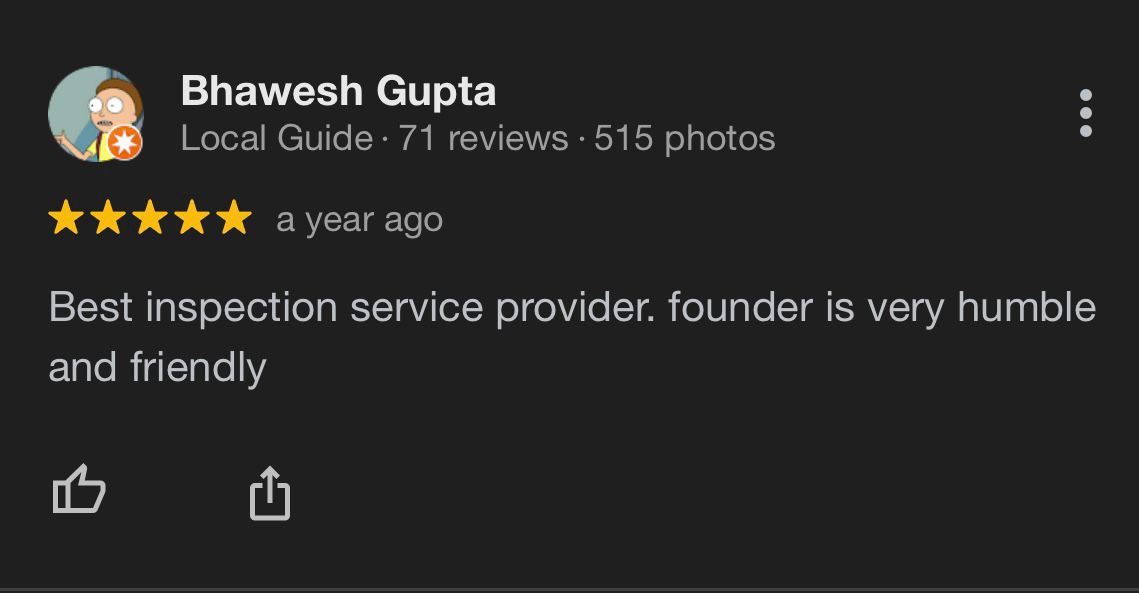 Bhawesh Gupta
Local Guide · 71 reviews · 515 photos
a year ago
Best inspection service provider. founder is very humble
and friendly